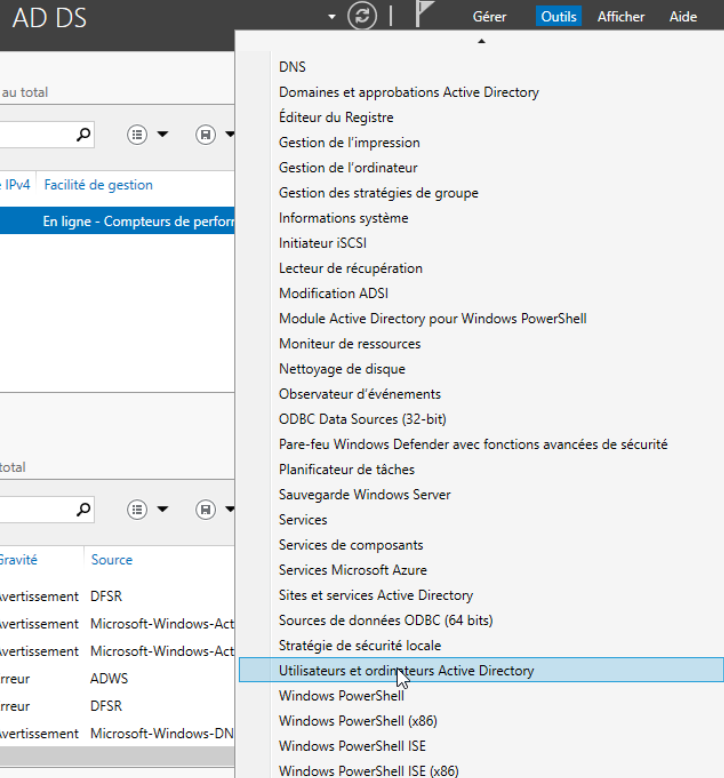 AD DS
Gérer
Outils
Afficher
Aide
au total
IPv4
Facilité de gestion
En ligne - Compteurs de perforr
total
Gravité
Source
Avertissement DFSR
Avertissement Microsoft-Windows-Act
Avertissement Microsoft-Windows-Act
rreur ADWS
rreur DFSR
Avertissement Microsoft-Windows-DN
DNS
Domaines et approbations Active Directory
Éditeur du Registre
Gestion de l'impression
Gestion de l'ordinateur
Gestion des stratégies de groupe
Informations système
Initiateur iSCSI
Lecteur de récupération
Modification ADSI
Module Active Directory pour Windows PowerShell
Moniteur de ressources
Nettoyage de disque
Observateur d'événements
ODBC Data Sources (32-bit)
Pare-feu Windows Defender avec fonctions avancées de sécurité
Planificateur de tâches
Sauvegarde Windows Server
Services
Services de composants
Services Microsoft Azure
Sites et services Active Directory
Sources de données ODBC (64 bits)
Stratégie de sécurité locale
Utilisateurs et ordinateurs Active Directory
Windows PowerShell
Windows PowerShell (x86)
Windows PowerShell ISE
Windows PowerShell ISE (x86)